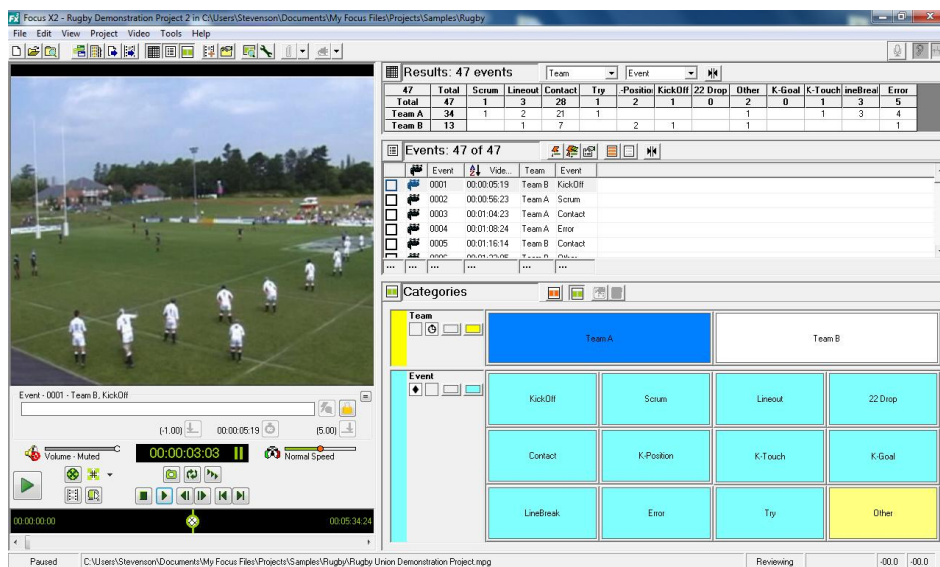 Focus X2 - Rugby Demonstration Project 2 in C:\Users\Stevenson\Documents\My Focus Files\Projects\Samples\Rugby
File Edit View Project Video Tools Help
Results: 47 events Team Event
47 Total Scrum Lineout Contact Try -Position KickOff 22 Drop Other K-Goal K-Touch ineBreak Error
Total 47 1 3 28 1 2 1 0 2 0 1 3 5
Team A 34 1 2 21 1 1 1 3 4
Team B 13 1 7 2 1 1 1
Events: 47 of 47
Event Vide... Team Event
0001 00:00:05:19 Team B KickOff
0002 00:00:56:23 Team A Scrum
0003 00:01:04:23 Team A Contact
0004 00:01:08:24 Team A Error
0005 00:01:16:14 Team B Contact
... ... ... ... ...
Categories
Team
Team A Team B
Event
KickOff Scrum Lineout 22 Drop
Contact K-Position K-Touch K-Goal
LineBreak Error Try Other
Event - 0001 - Team B, KickOff
(-1.00) 00:00:05:19 (5.00)
Volume - Muted 00:00:03:03 Normal Speed
00:00:00:00 00:05:34:24
Paused C:\Users\Stevenson\Documents\My Focus Files\Projects\Samples\Rugby\Rugby Union Demonstration Project.mpg Reviewing -00.0 -00.0